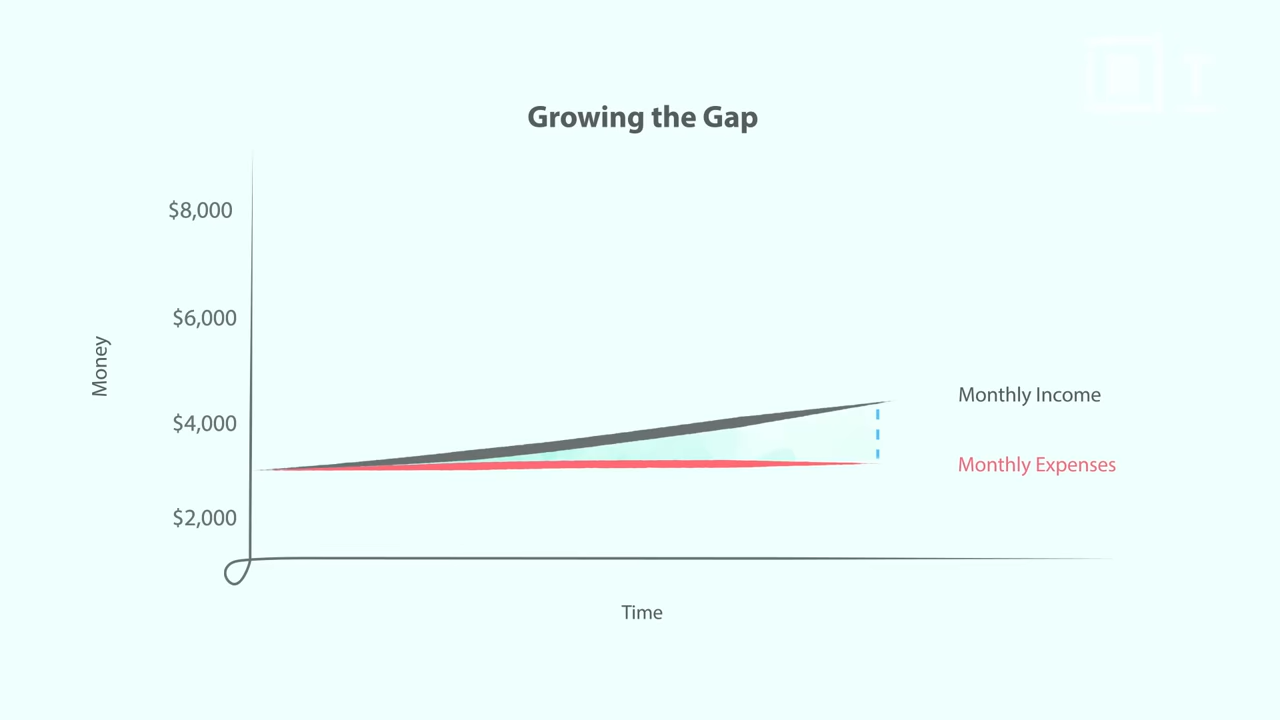 Growing the Gap
$8,000
$6,000
$4,000
$2,000
Money
Time
Monthly Income
Monthly Expenses